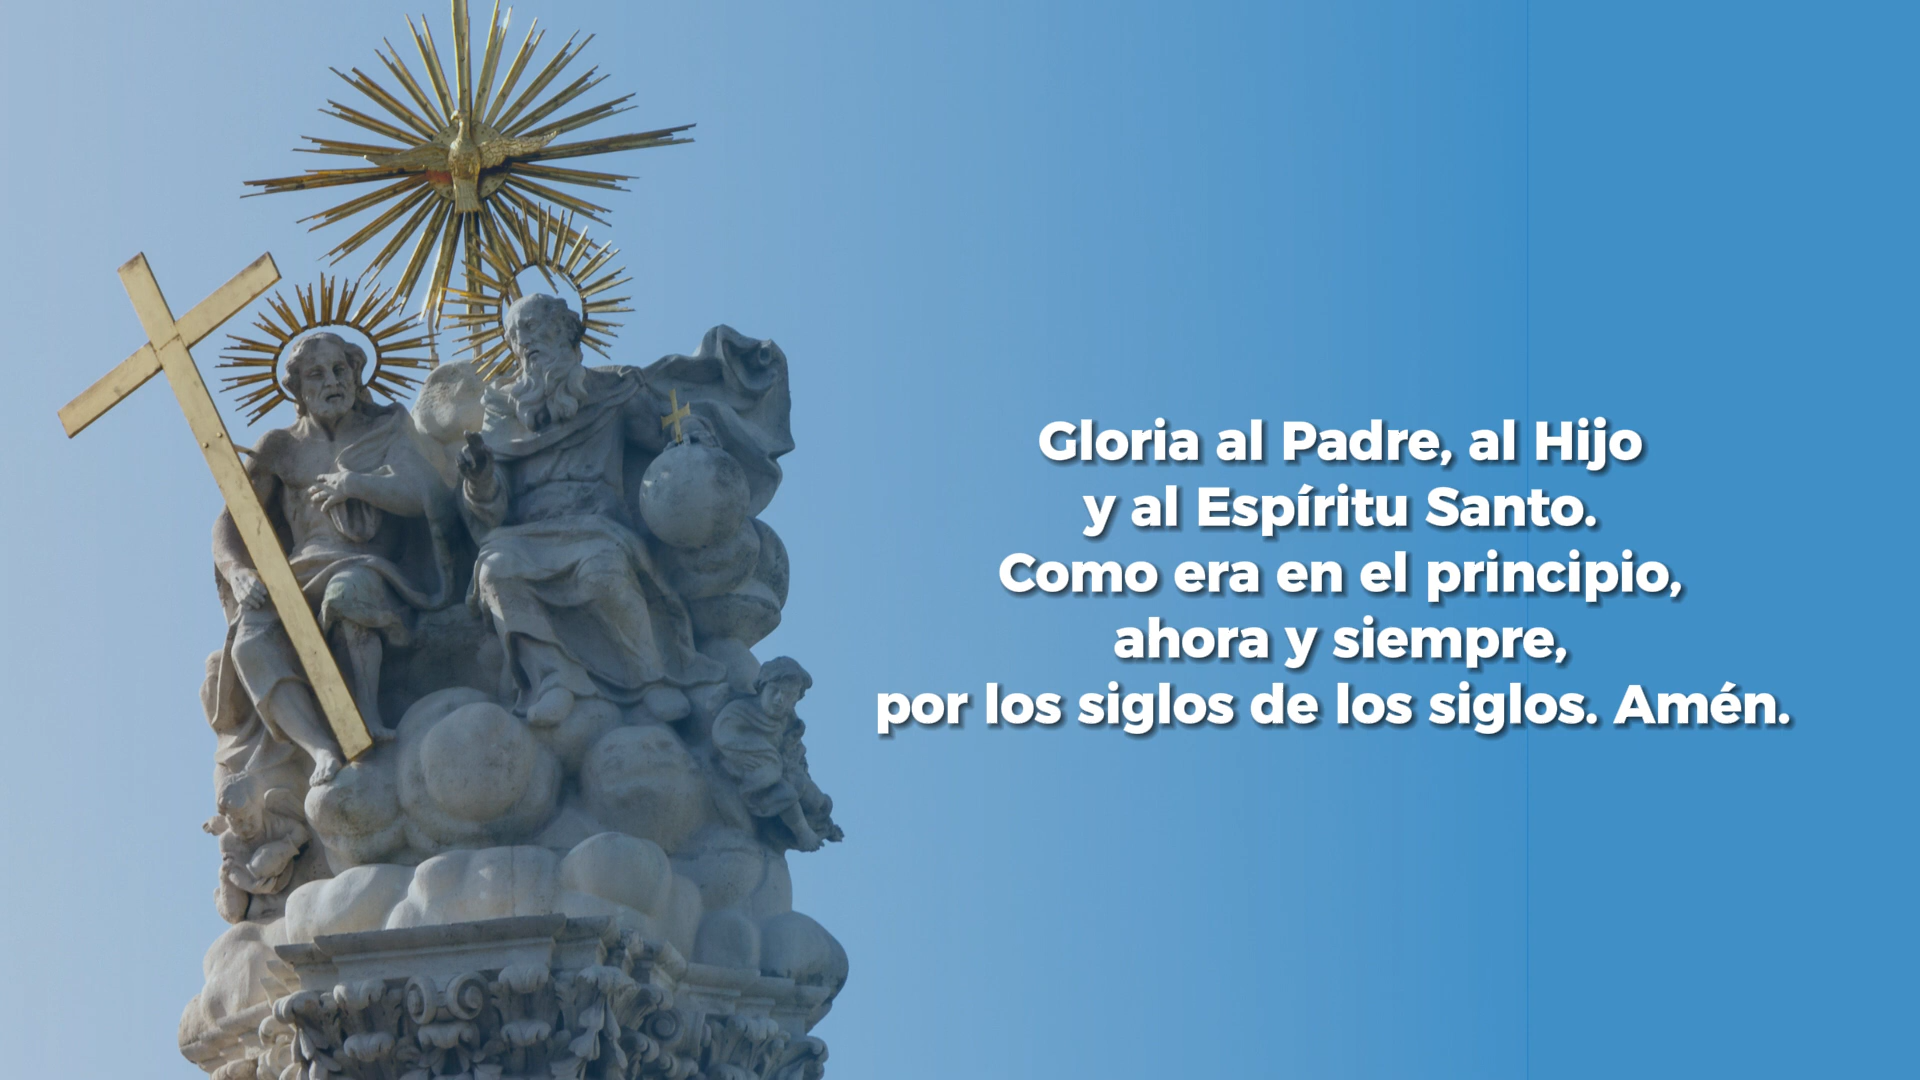 Gloria al Padre, al Hijo
y al Espíritu Santo.
Como era en el principio,
ahora y siempre,
por los siglos de los siglos. Amén.